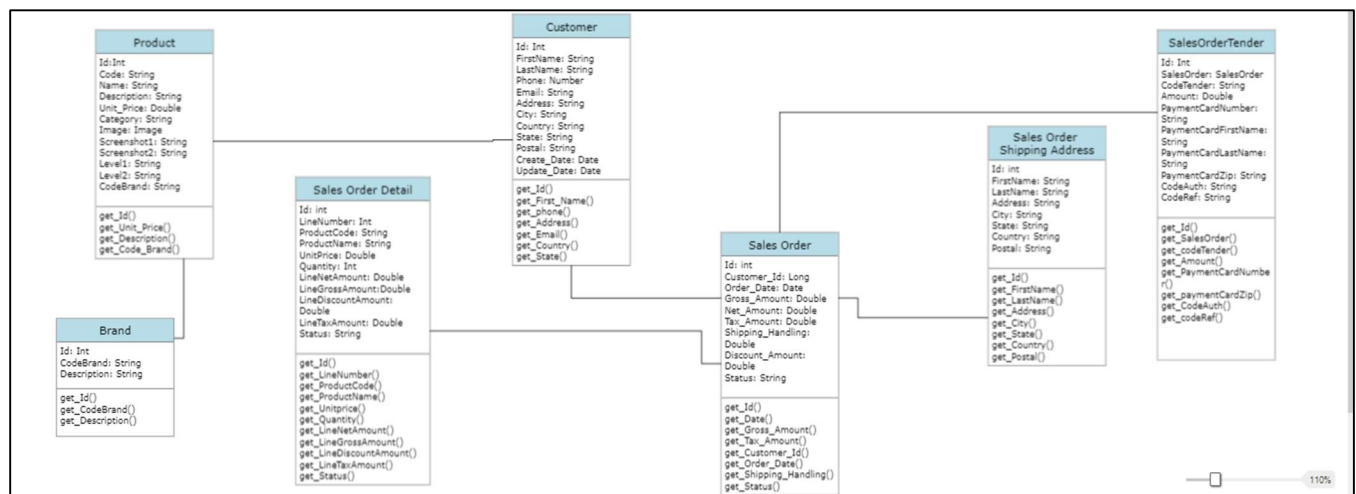 Product
Id:Int
Code: String
Name: String
Description: String
Unit_Price: Double
Category: String
Image: Image
Screenshot1: String
Screenshot2: String
Level1: String
Level2: String
CodeBrand: String
get_Id()
get_Unit_Price()
get_Description()
get_Code_Brand()
Brand
Id: Int
CodeBrand: String
Description: String
get_Id()
get_CodeBrand()
get_Description()
Sales Order Detail
Id: int
LineNumber: Int
ProductCode: String
ProductName: String
UnitPrice: Double
Quantity: Int
LineNetAmount: Double
LineGrossAmount:Double
LineDiscountAmount:
Double
LineTaxAmount: Double
Status: String
get_Id()
get_LineNumber()
get_ProductCode()
get_ProductName()
get_Unitprice()
get_Quantity()
get_LineNetAmount()
get_LineGrossAmount()
get_LineDiscountAmount()
get_LineTaxAmount()
get_Status()
Customer
Id: Int
FirstName: String
LastName: String
Phone: Number
Email: String
Address: String
City: String
Country: String
State: String
Postal: String
Create_Date: Date
Update_Date: Date
get_Id()
get_First_Name()
get_phone()
get_Address()
get_Email()
get_Country()
get_State()
Sales Order
Id: int
Customer_Id: Long
Order_Date: Date
Gross_Amount: Double
Net_Amount: Double
Tax_Amount: Double
Shipping_Handling:
Double
Discount_Amount:
Double
Status: String
get_Id()
get_Date()
get_Gross_Amount()
get_Tax_Amount()
get_Customer_Id()
get_Order_Date()
get_Shipping_Handling()
get_Status()
Sales Order
Shipping Address
Id: int
FirstName: String
LastName: String
Address: String
City: String
State: String
Country: String
Postal: String
get_Id()
get_FirstName()
get_LastName()
get_Address()
get_City()
get_State()
get_Country()
get_Postal()
SalesOrderTender
Id: Int
SalesOrder: SalesOrder
CodeTender: String
Amount: Double
PaymentCardNumber:
String
PaymentCardFirstName:
String
PaymentCardLastName:
String
PaymentCardZip: String
CodeAuth: String
CodeRef: String
get_Id()
get_SalesOrder()
get_codeTender()
get_Amount()
get_PaymentCardNumbe
r()
get_paymentCardZip()
get_CodeAuth()
get_codeRef()
110%